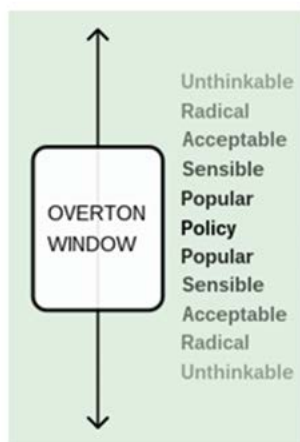 OVERTON
WINDOW
Unthinkable
Radical
Acceptable
Sensible
Popular
Policy
Popular
Sensible
Acceptable
Radical
Unthinkable